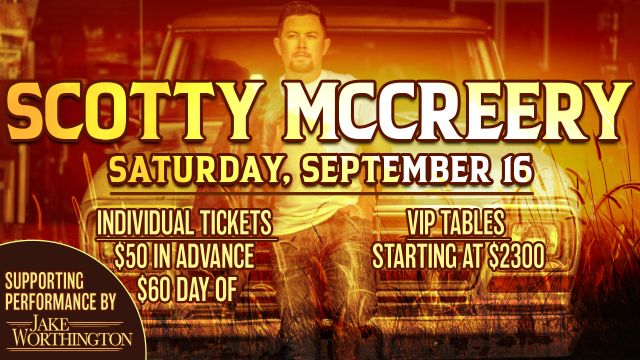 SCOTTY MCCREERY
SATURDAY, SEPTEMBER 16
INDIVIDUAL TICKETS
$50 IN ADVANCE
$60 DAY OF
VIP TABLES
STARTING AT $2300
SUPPORTING
PERFORMANCE BY
JAKE
WORTHINGTON